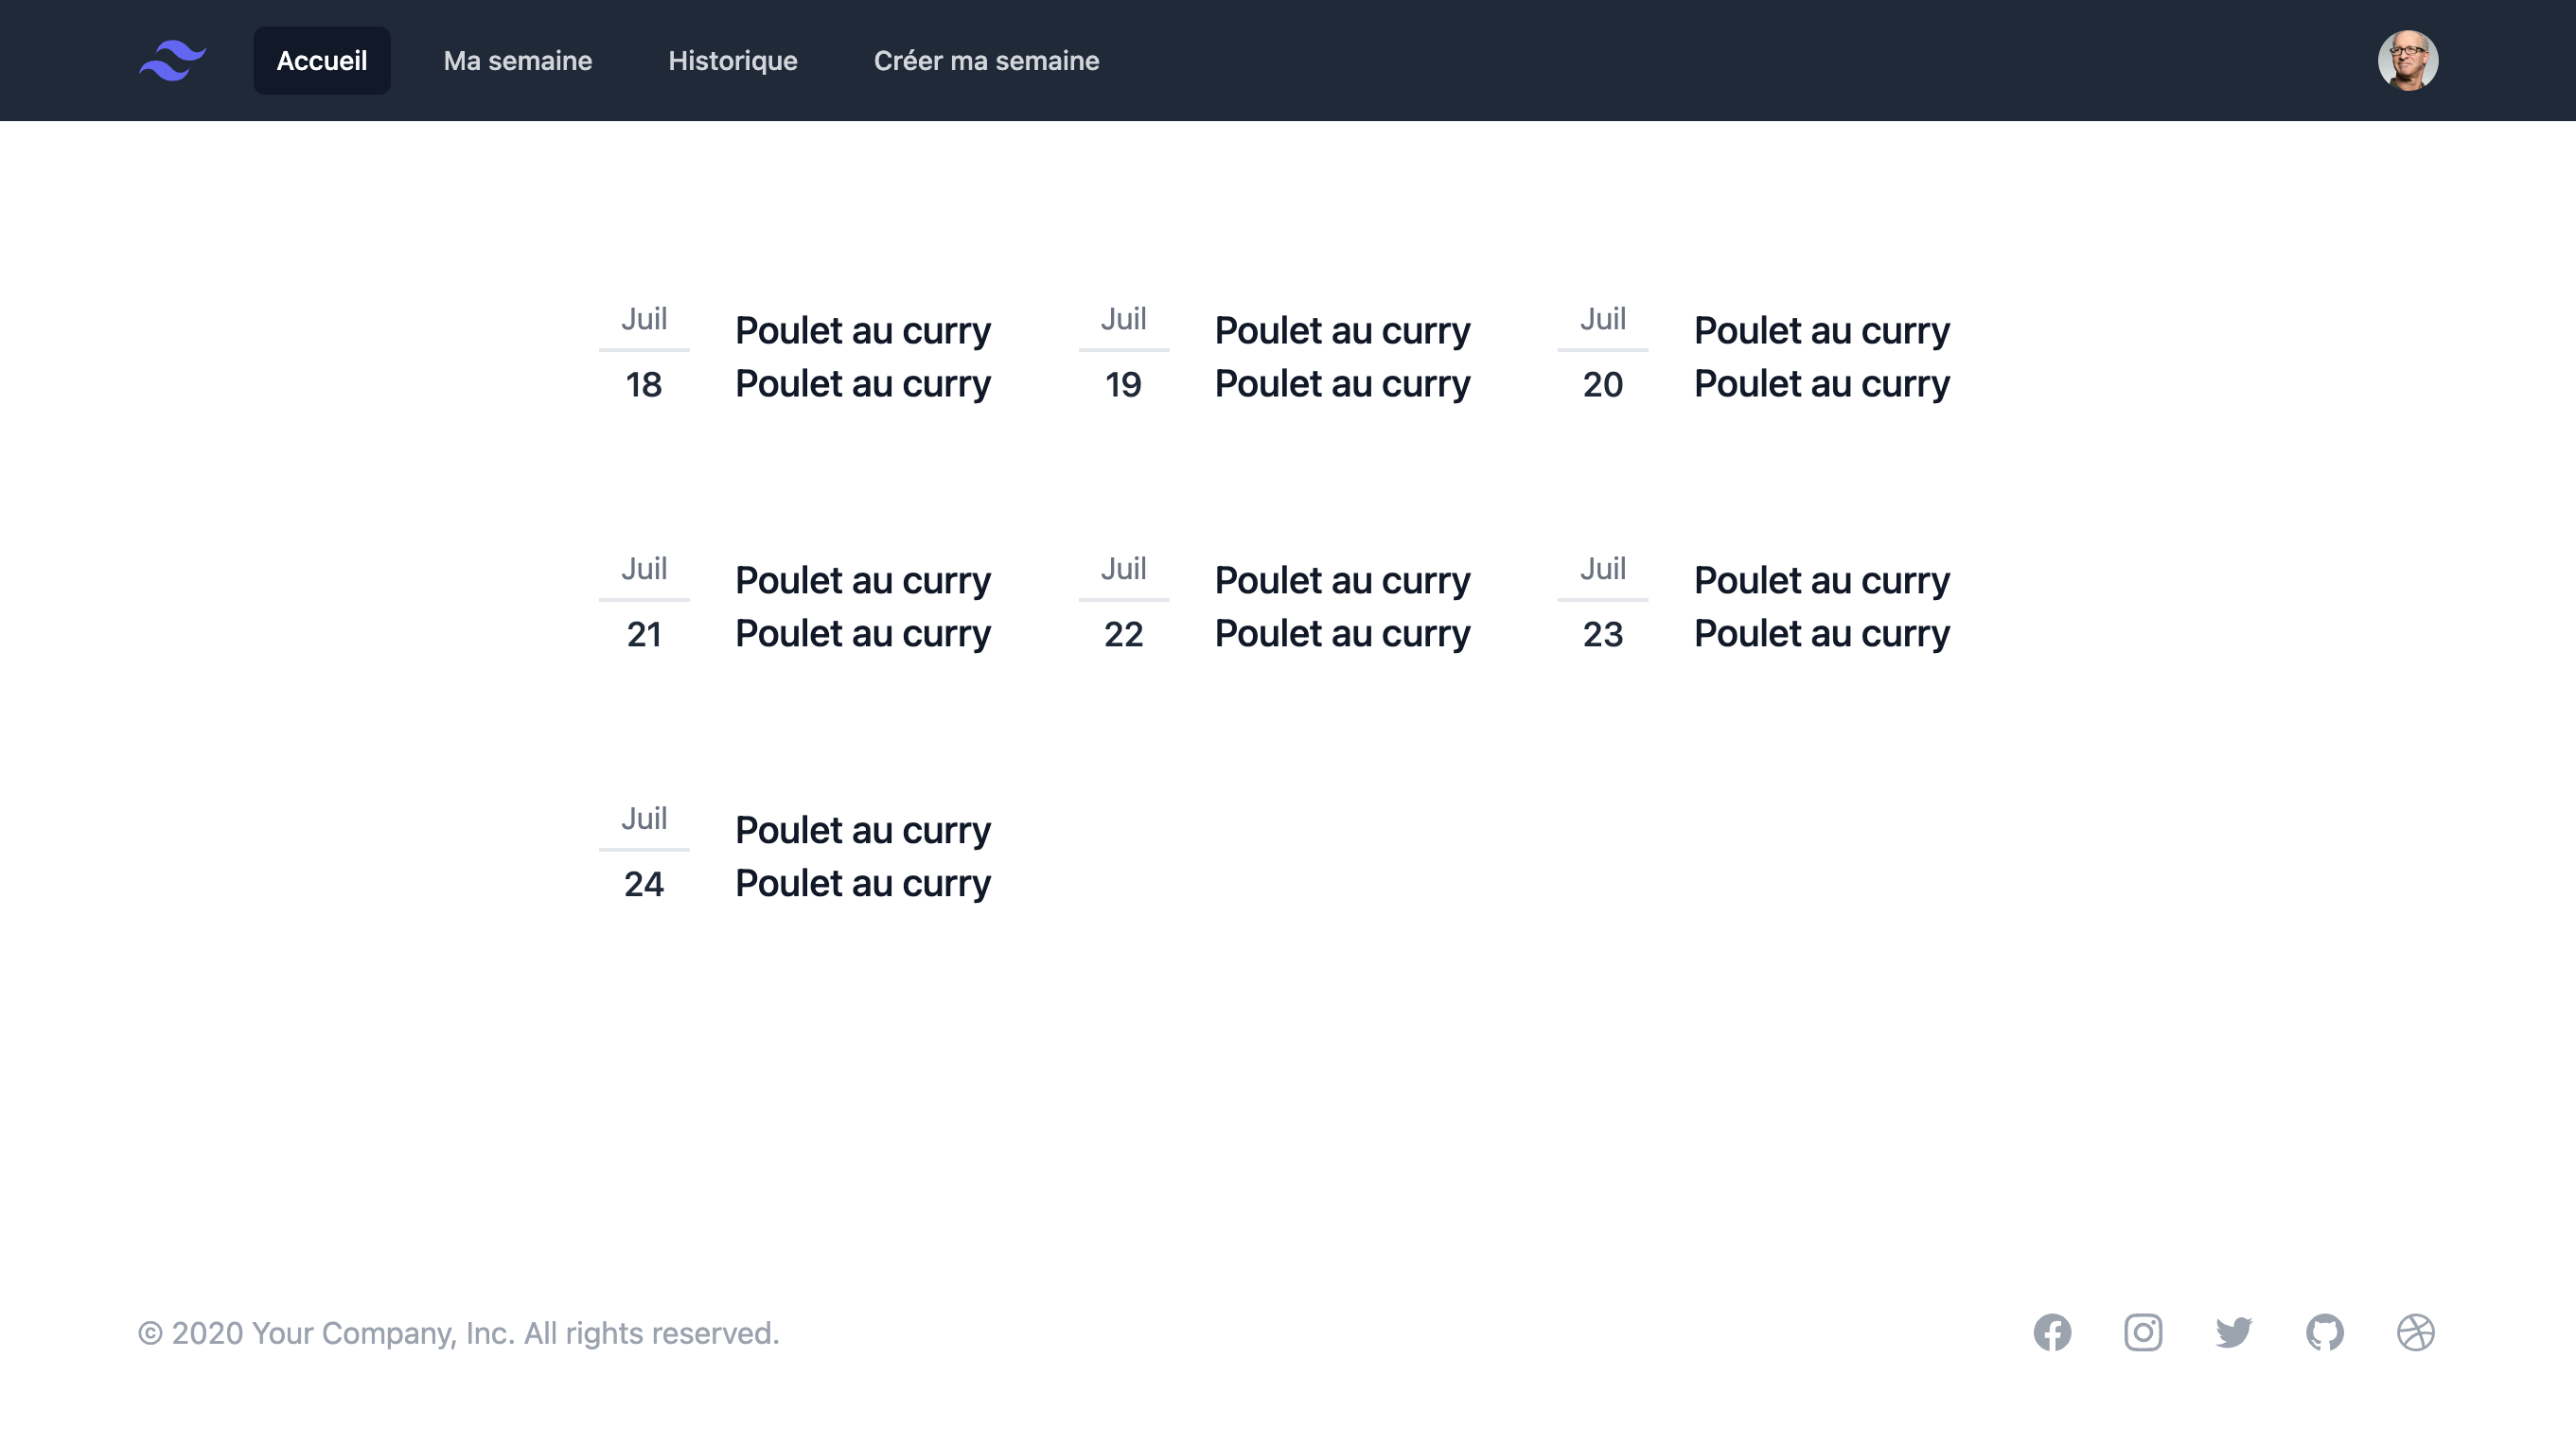 Accueil
Ma semaine
Historique
Créer ma semaine
Juil
18
Poulet au curry
Poulet au curry
Juil
19
Poulet au curry
Poulet au curry
Juil
20
Poulet au curry
Poulet au curry
Juil
21
Poulet au curry
Poulet au curry
Juil
22
Poulet au curry
Poulet au curry
Juil
23
Poulet au curry
Poulet au curry
Juil
24
Poulet au curry
Poulet au curry
© 2020 Your Company, Inc. All rights reserved.